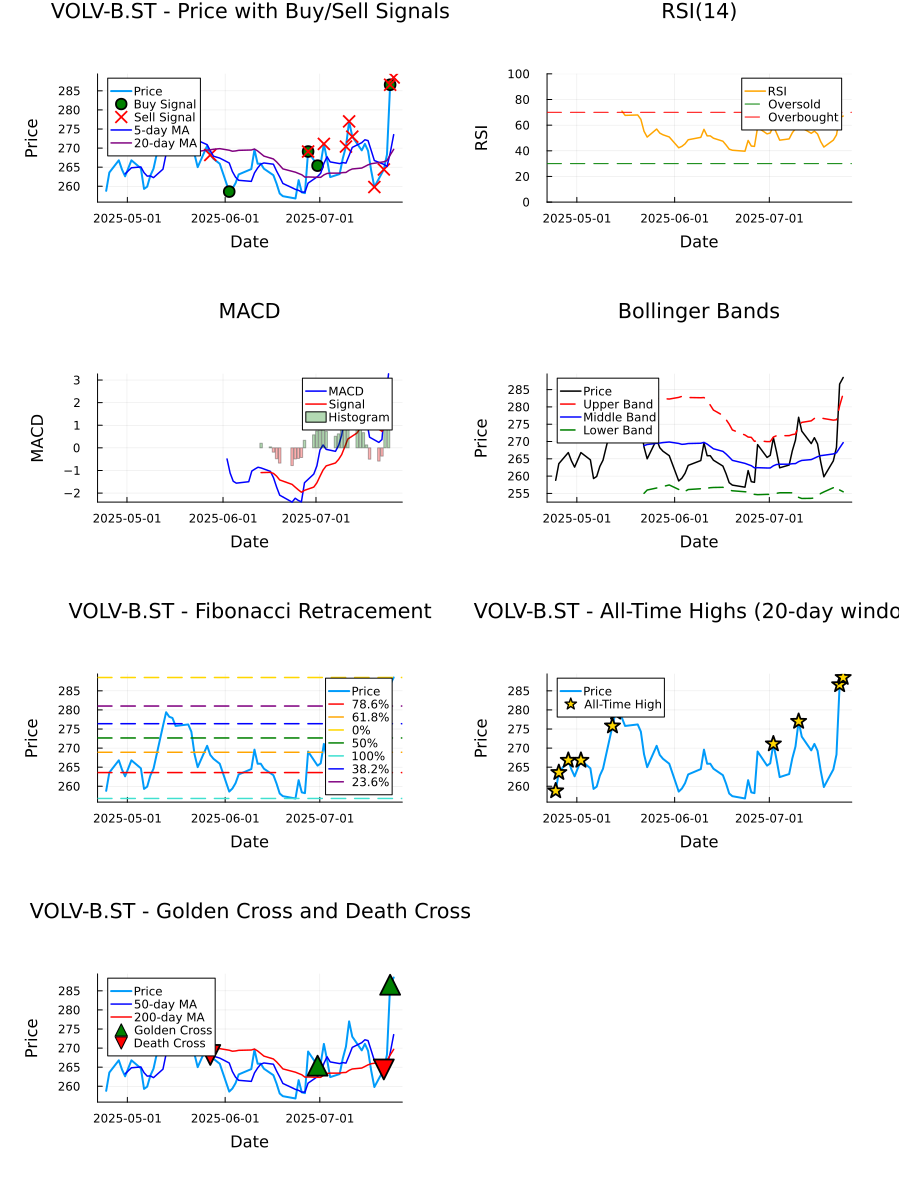 VOLV-B.ST - Price with Buy/Sell Signals
Price
285
280
275
270
265
260
Price
Buy Signal
Sell Signal
5-day MA
20-day MA
2025-05-01
2025-06-01
2025-07-01
Date
RSI(14)
RSI
100
80
60
40
20
0
RSI
Oversold
Overbought
2025-05-01
2025-06-01
2025-07-01
Date
MACD
MACD
3
2
1
0
−1
−2
MACD
Signal
Histogram
2025-05-01
2025-06-01
2025-07-01
Date
Bollinger Bands
Price
285
280
275
270
265
260
255
Price
Upper Band
Middle Band
Lower Band
2025-05-01
2025-06-01
2025-07-01
Date
VOLV-B.ST - Fibonacci Retracement
Price
285
280
275
270
265
260
Price
78.6%
61.8%
0%
50%
100%
38.2%
23.6%
2025-05-01
2025-06-01
2025-07-01
Date
VOLV-B.ST - All-Time Highs (20-day windo
Price
285
280
275
270
265
260
Price
All-Time High
2025-05-01
2025-06-01
2025-07-01
Date
VOLV-B.ST - Golden Cross and Death Cross
Price
285
280
275
270
265
260
Price
50-day MA
200-day MA
Golden Cross
Death Cross
2025-05-01
2025-06-01
2025-07-01
Date